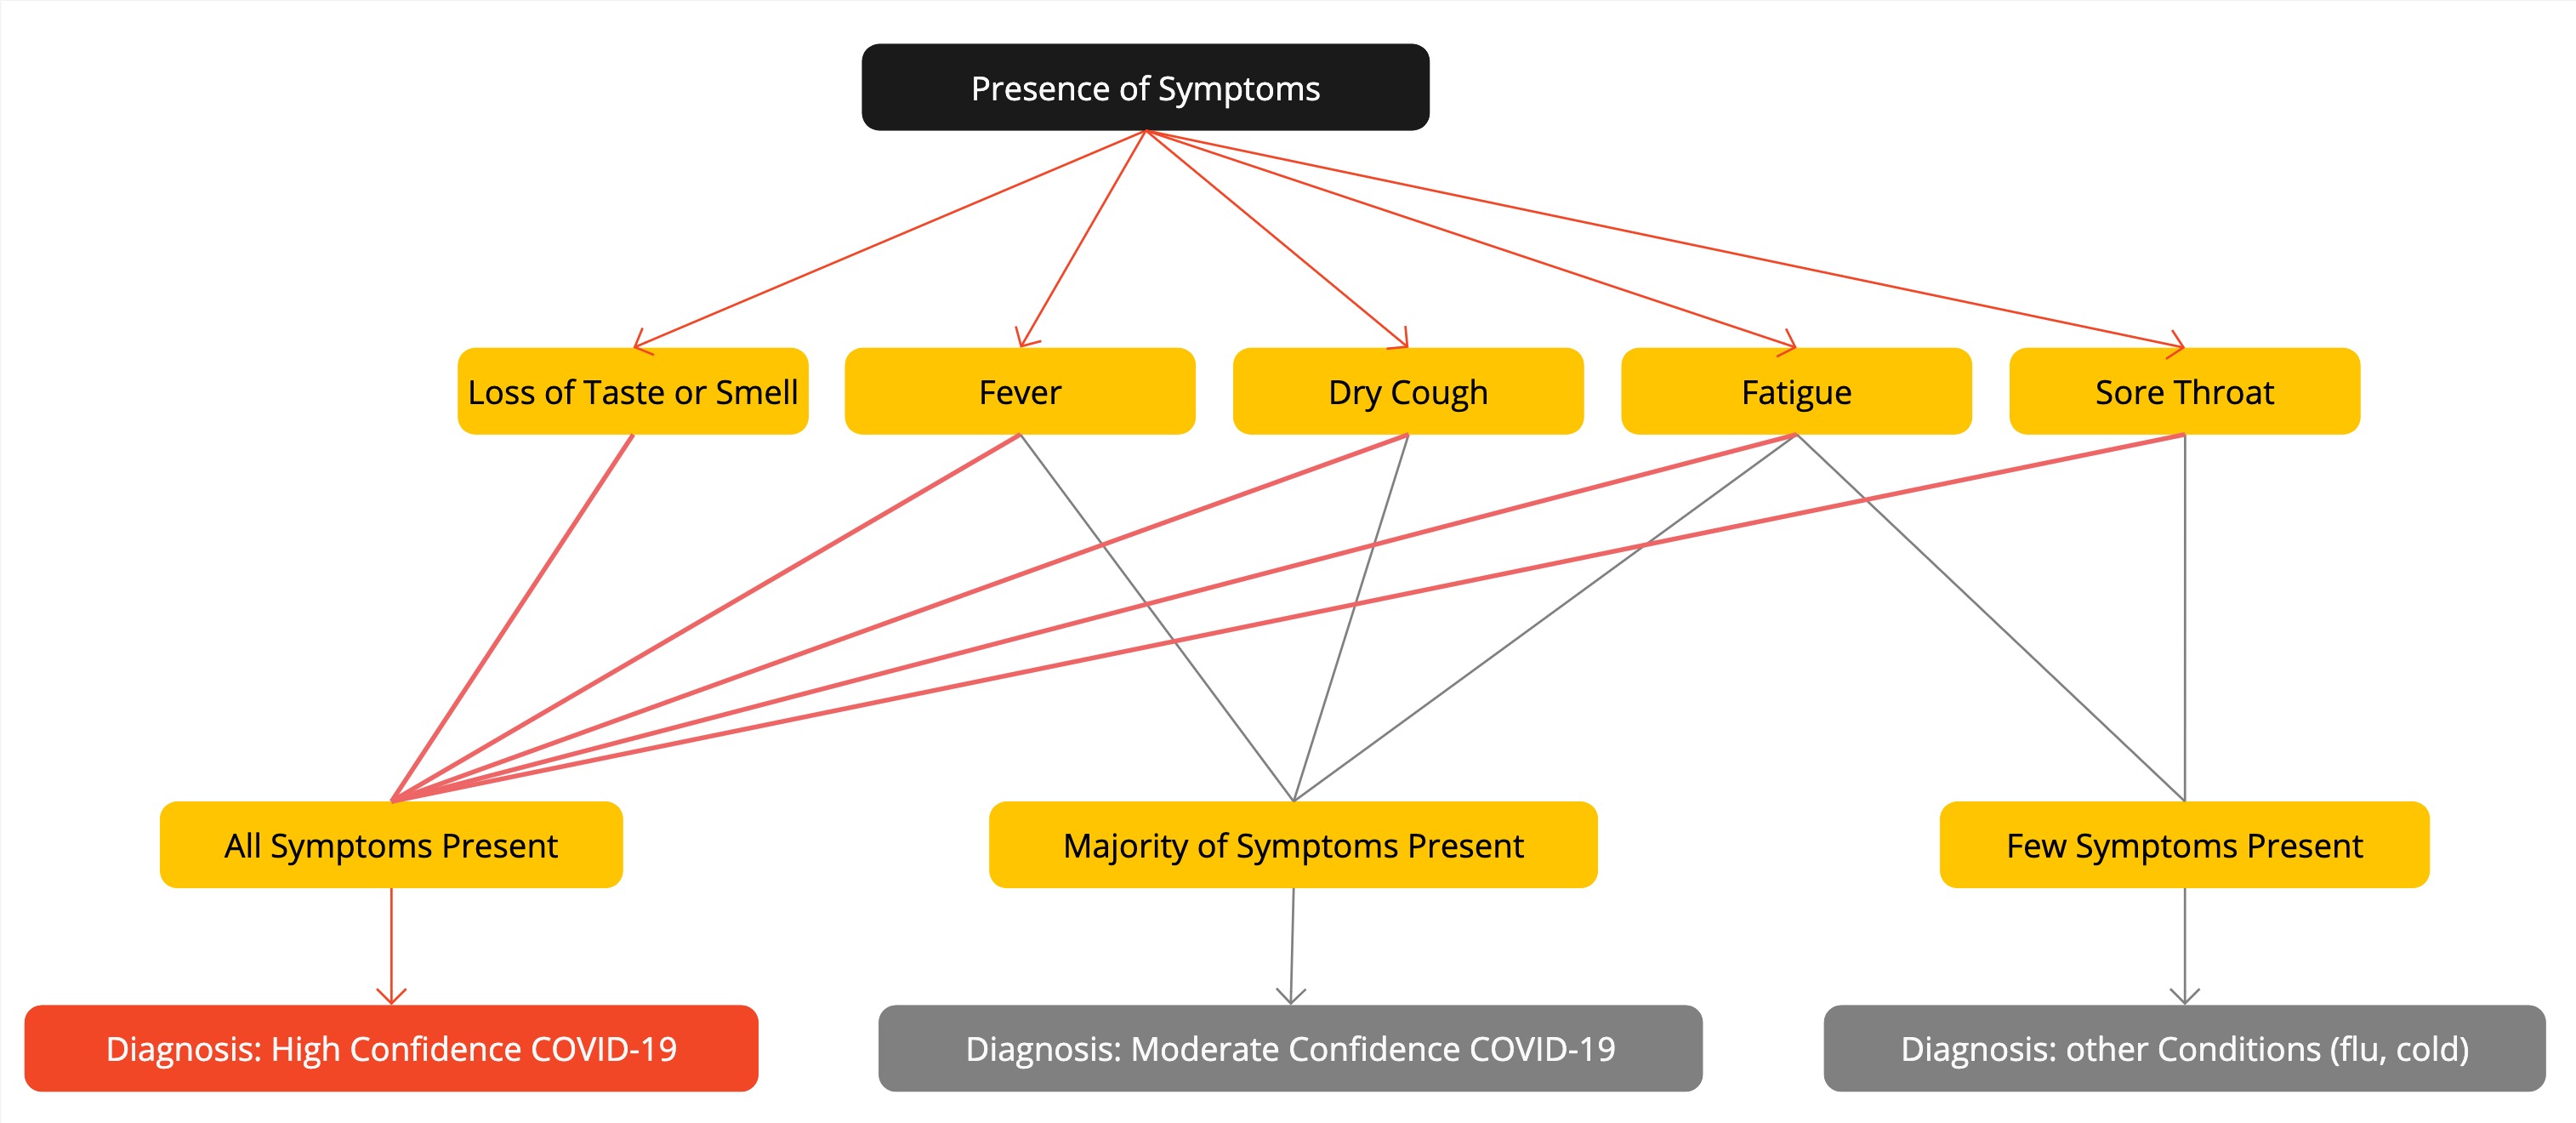 Presence of Symptoms
Loss of Taste or Smell
Fever
Dry Cough
Fatigue
Sore Throat
All Symptoms Present
Majority of Symptoms Present
Few Symptoms Present
Diagnosis: High Confidence COVID-19
Diagnosis: Moderate Confidence COVID-19
Diagnosis: other Conditions (flu, cold)